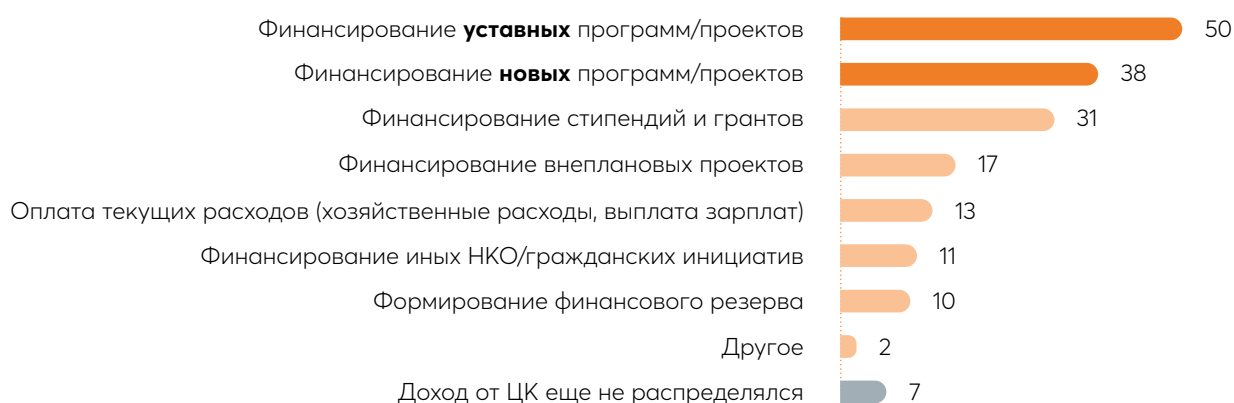 Финансирование уставных программ/проектов 50
Финансирование новых программ/проектов 38
Финансирование стипендий и грантов 31
Финансирование внеплановых проектов 17
Оплата текущих расходов (хозяйственные расходы, выплата зарплат) 13
Финансирование иных НКО/гражданских инициатив 11
Формирование финансового резерва 10
Другое 2
Доход от ЦК еще не распределялся 7